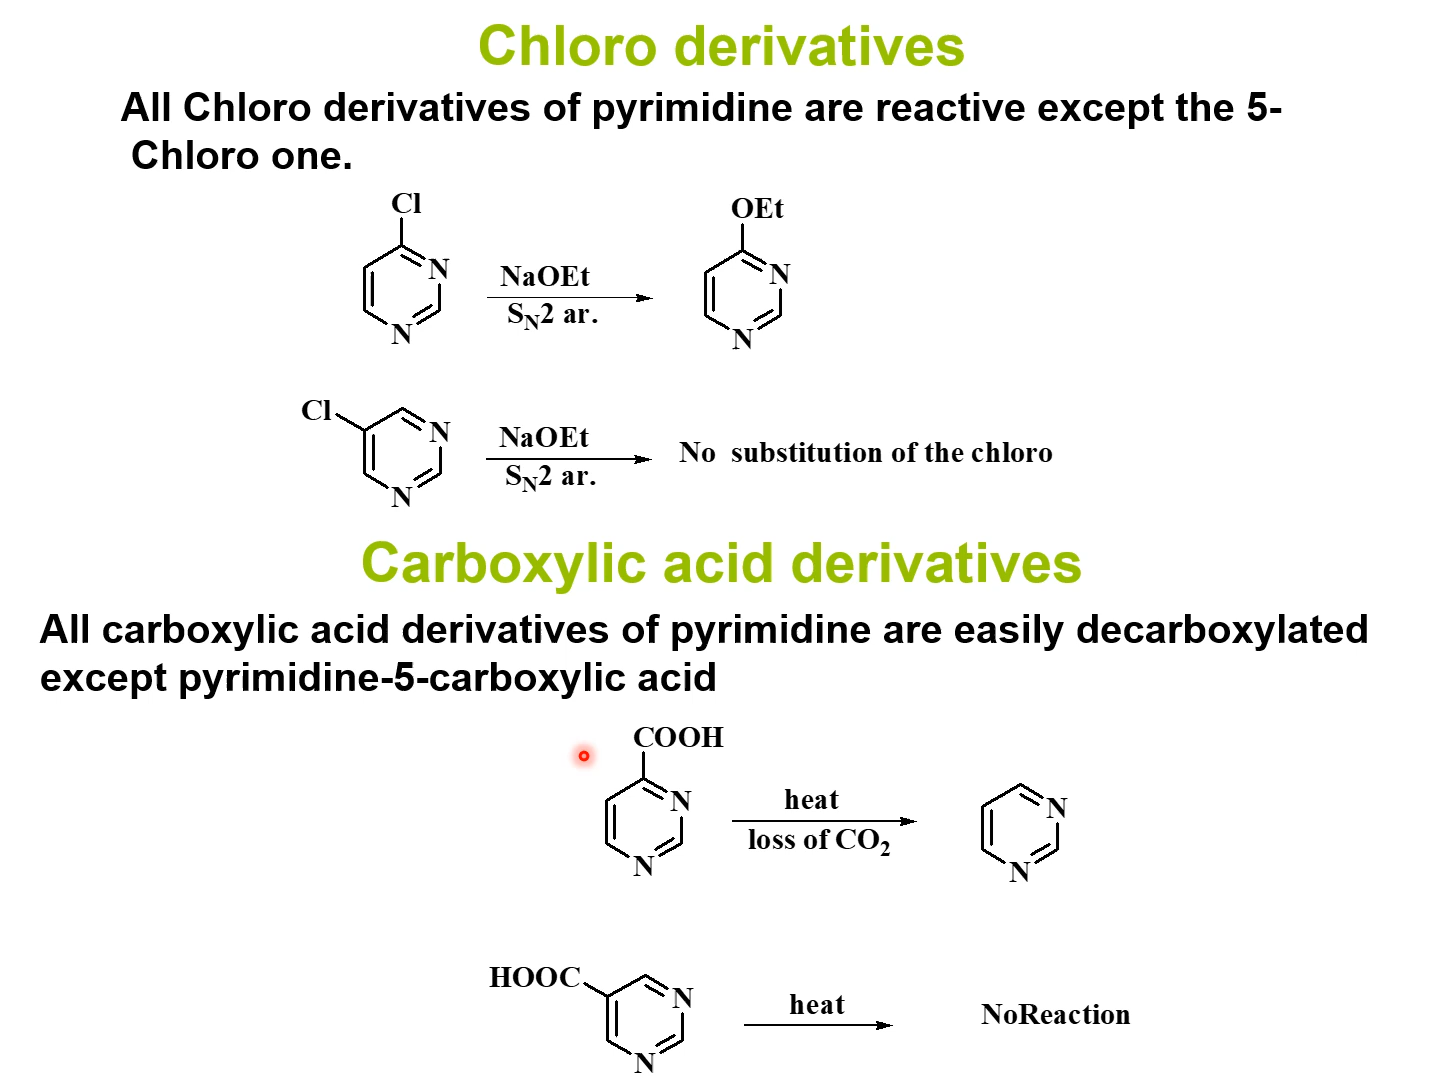 Chloro derivatives
All Chloro derivatives of pyrimidine are reactive except the 5-
Chloro one.
Cl
N
N
NaOEt
SN2 ar.
OEt
N
N
Cl
N
N
NaOEt
SN2 ar.
No substitution of the chloro
Carboxylic acid derivatives
All carboxylic acid derivatives of pyrimidine are easily decarboxylated
except pyrimidine-5-carboxylic acid
COOH
N
N
heat
loss of CO2
N
N
HOOC
N
N
heat
NoReaction